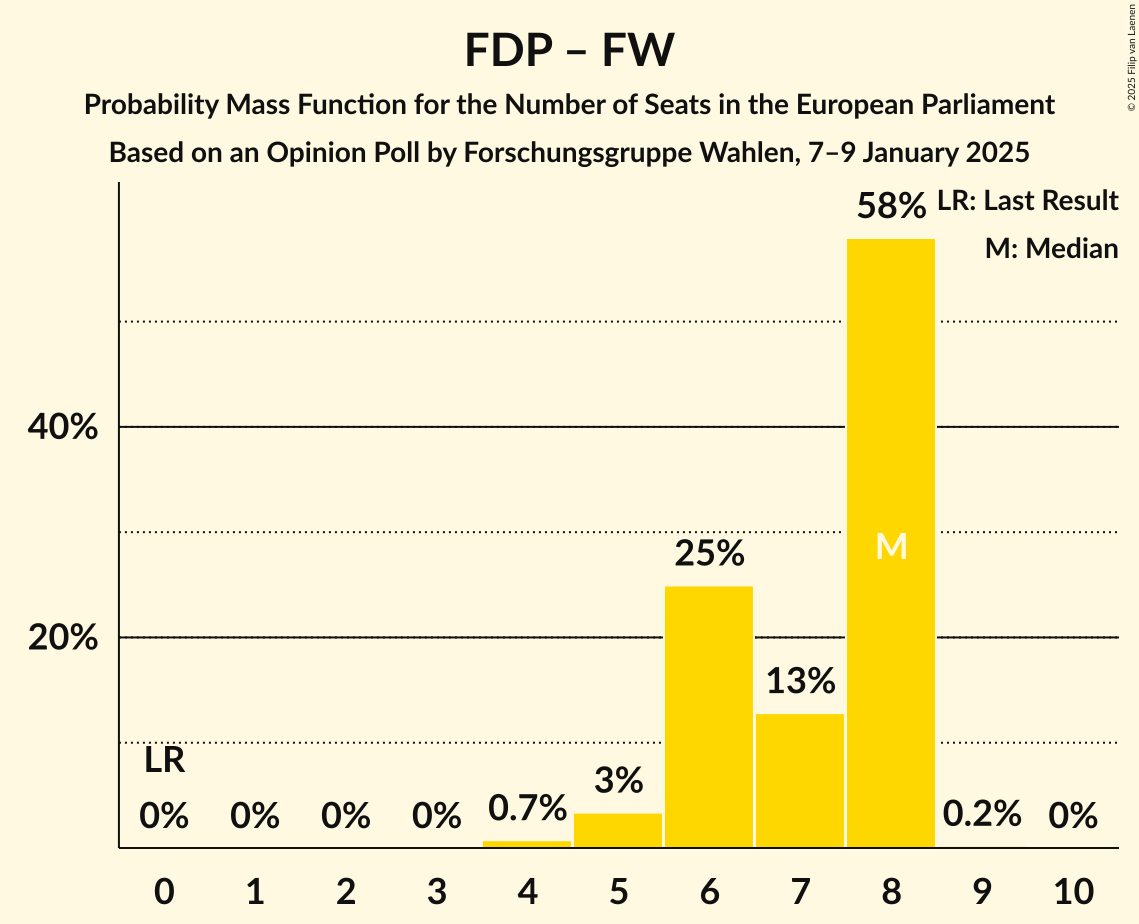 FDP – FW
Probability Mass Function for the Number of Seats in the European Parliament
Based on an Opinion Poll by Forschungsgruppe Wahlen, 7–9 January 2025
© 2025 Filip van Laenen
LR: Last Result
M: Median
58%
40%
M
25%
20%
13%
LR
3%
0% 0% 0% 0% 0.7% 0.2% 0%
0 1 2 3 4 5 6 7 8 9 10